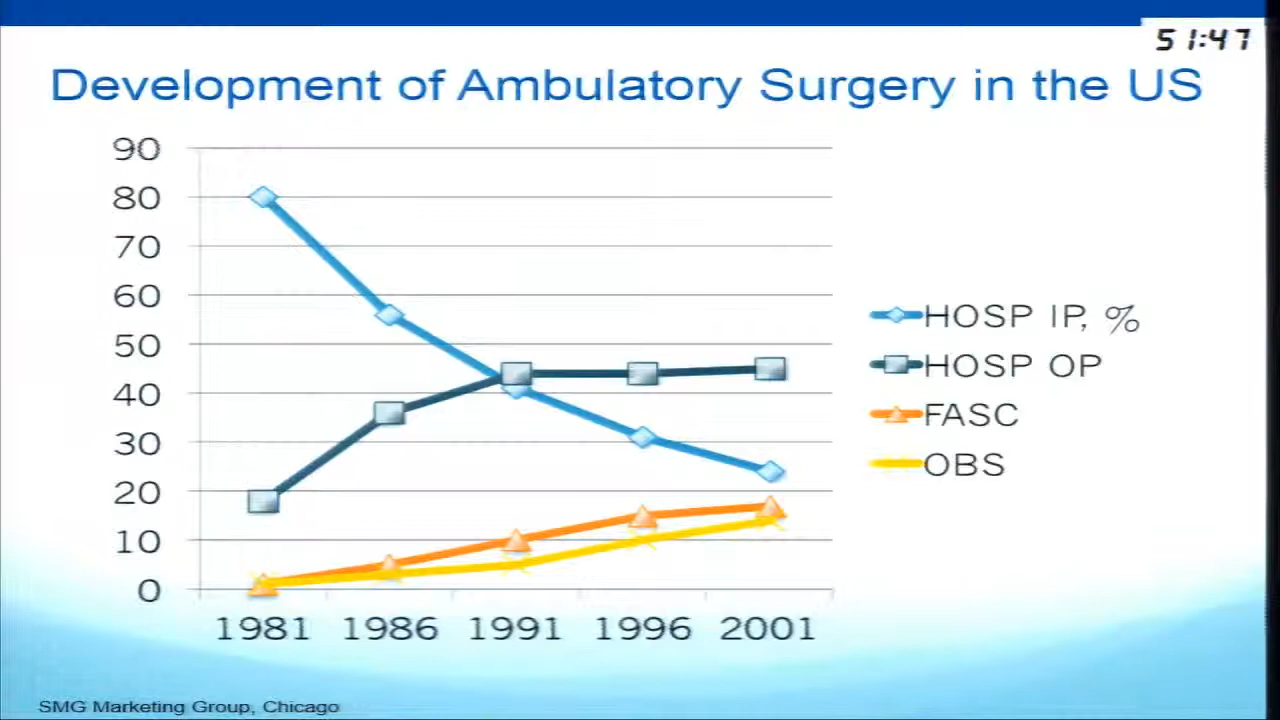 51:47
Development of Ambulatory Surgery in the US
90
80
70
60
50
40
30
20
10
0
1981 1986 1991 1996 2001
HOSP IP, %
HOSP OP
FASC
OBS
SMG Marketing Group, Chicago